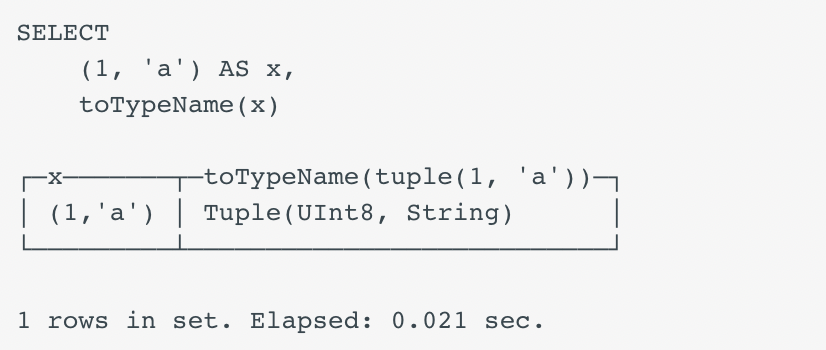 SELECT
    (1, 'a') AS x,
    toTypeName(x)

┌─x───────┬─toTypeName(tuple(1, 'a'))─┐
│ (1,'a') │ Tuple(UInt8, String)      │
└─────────┴───────────────────────────┘

1 rows in set. Elapsed: 0.021 sec.